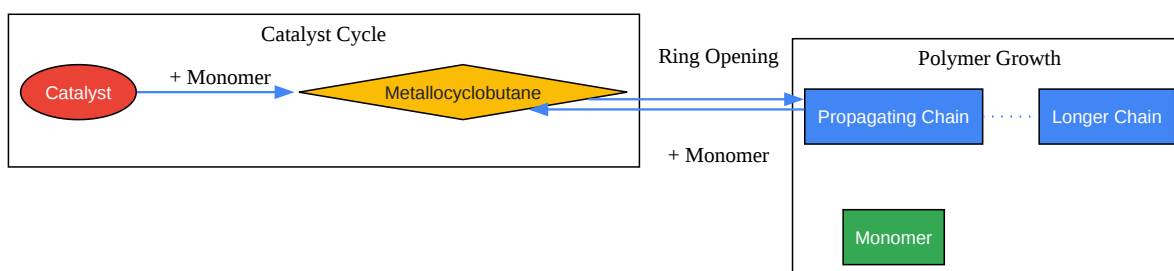 Catalyst Cycle
Catalyst
+ Monomer
Metallocyclobutane
Ring Opening
+ Monomer
Polymer Growth
Propagating Chain
Longer Chain
Monomer